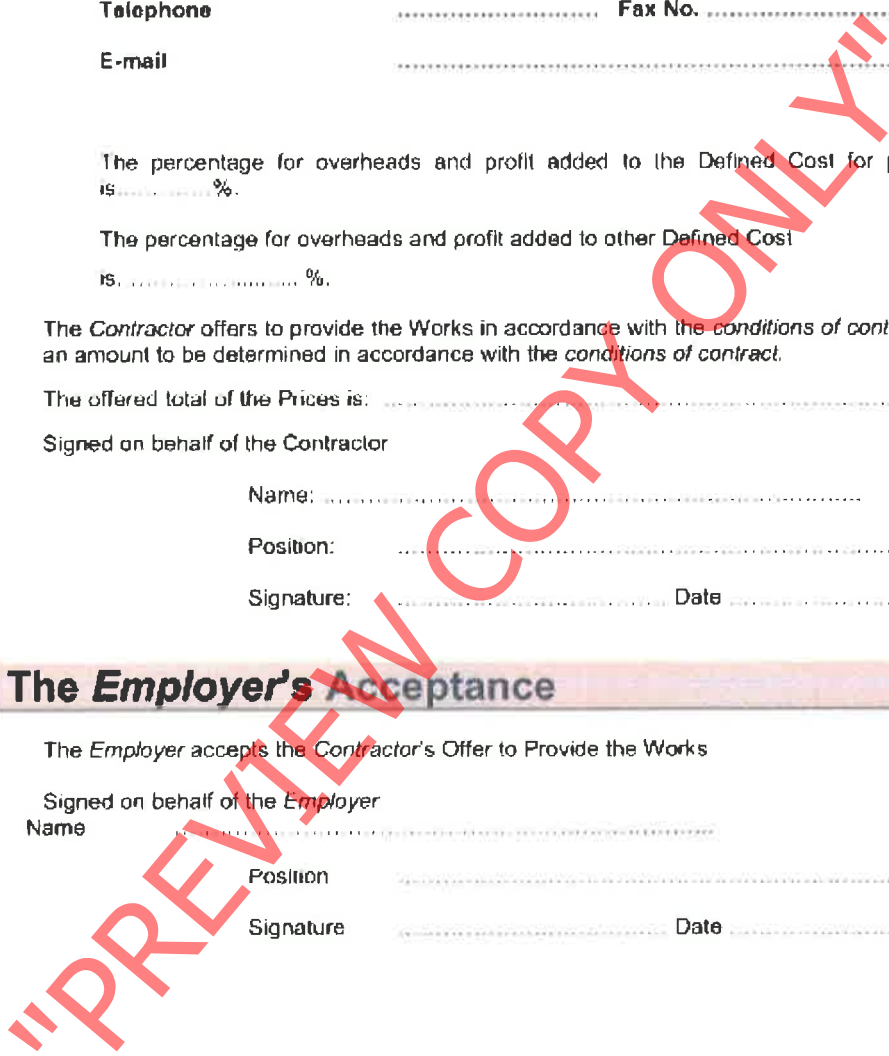 Telephone ............................ Fax No. ............................
E-mail ............................
The percentage for overheads and profit added to the Defined Cost for
is............%.
The percentage for overheads and profit added to other Defined Cost
is............................ %.
The Contractor offers to provide the Works in accordance with the conditions of
an amount to be determined in accordance with the conditions of contract.
The offered total of the Prices is: ............................
Signed on behalf of the Contractor
Name: ............................
Position: ............................
Signature: ............................ Date ............................
The Employer's Acceptance
The Employer accepts the Contractor's Offer to Provide the Works
Signed on behalf of the Employer
Name ............................
Position ............................
Signature ............................ Date ............................
"PREVIEW COPY ONLY"